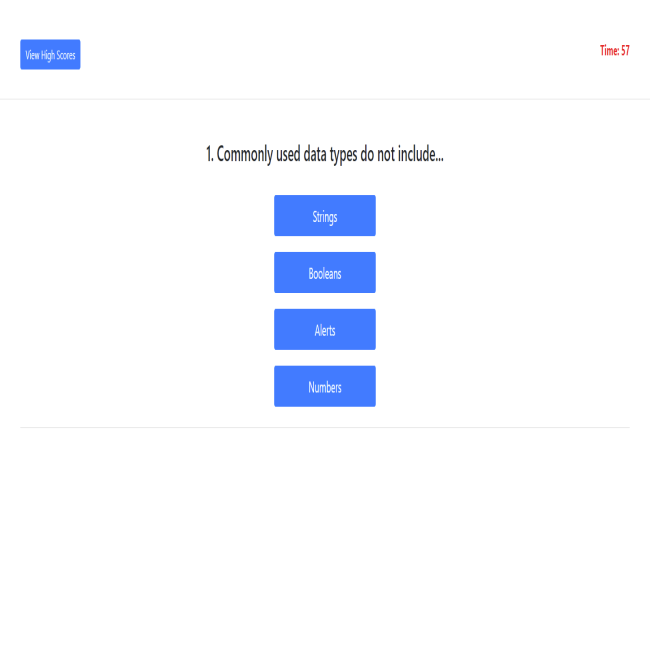 View High Scores
Time: 57
1. Commonly used data types do not include...
Strings
Booleans
Alerts
Numbers